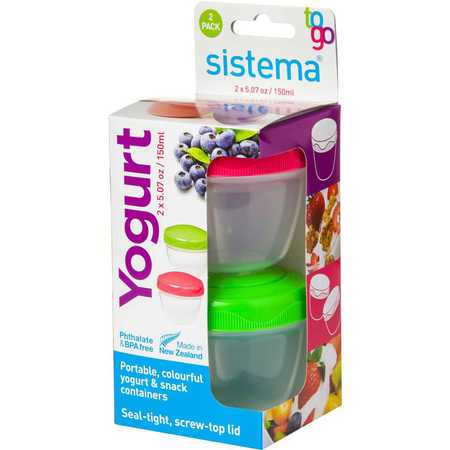 2
PACK
to
go
sistema®
2 x 5.07 oz / 150ml
Yogurt
2 x 5.07 oz / 150ml
Phthalate
& BPA free
Made in
New Zealand
Portable, colourful
yogurt & snack
containers
Seal-tight, screw-top lid